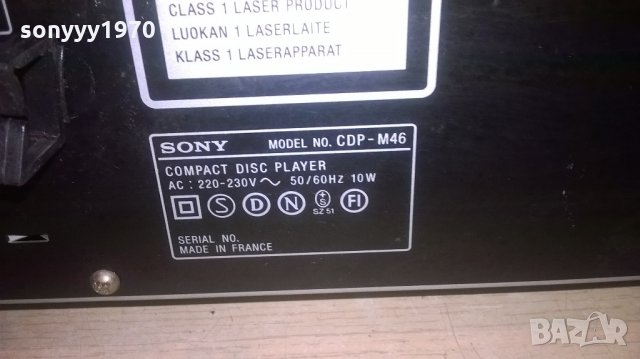 sonyyy1970
CLASS 1 LASER PRODUCT
LUOKAN 1 LASERLAITE
KLASS 1 LASERAPPARAT
SONY MODEL NO. CDP-M46
COMPACT DISC PLAYER
AC : 220-230V ~ 50/60Hz 10W
S D N +S FI
SZ 51
SERIAL NO.
MADE IN FRANCE
BAZAR